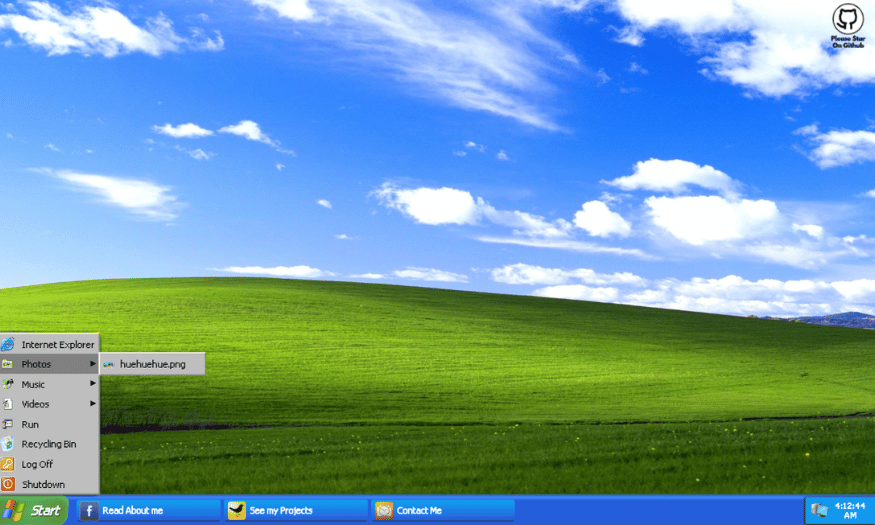 Please Star
On Github
Internet Explorer
Photos
huehuehue.png
Music
Videos
Run
Recycling Bin
Log Off
Shutdown
Start
Read About me
See my Projects
Contact Me
4:12:44
AM